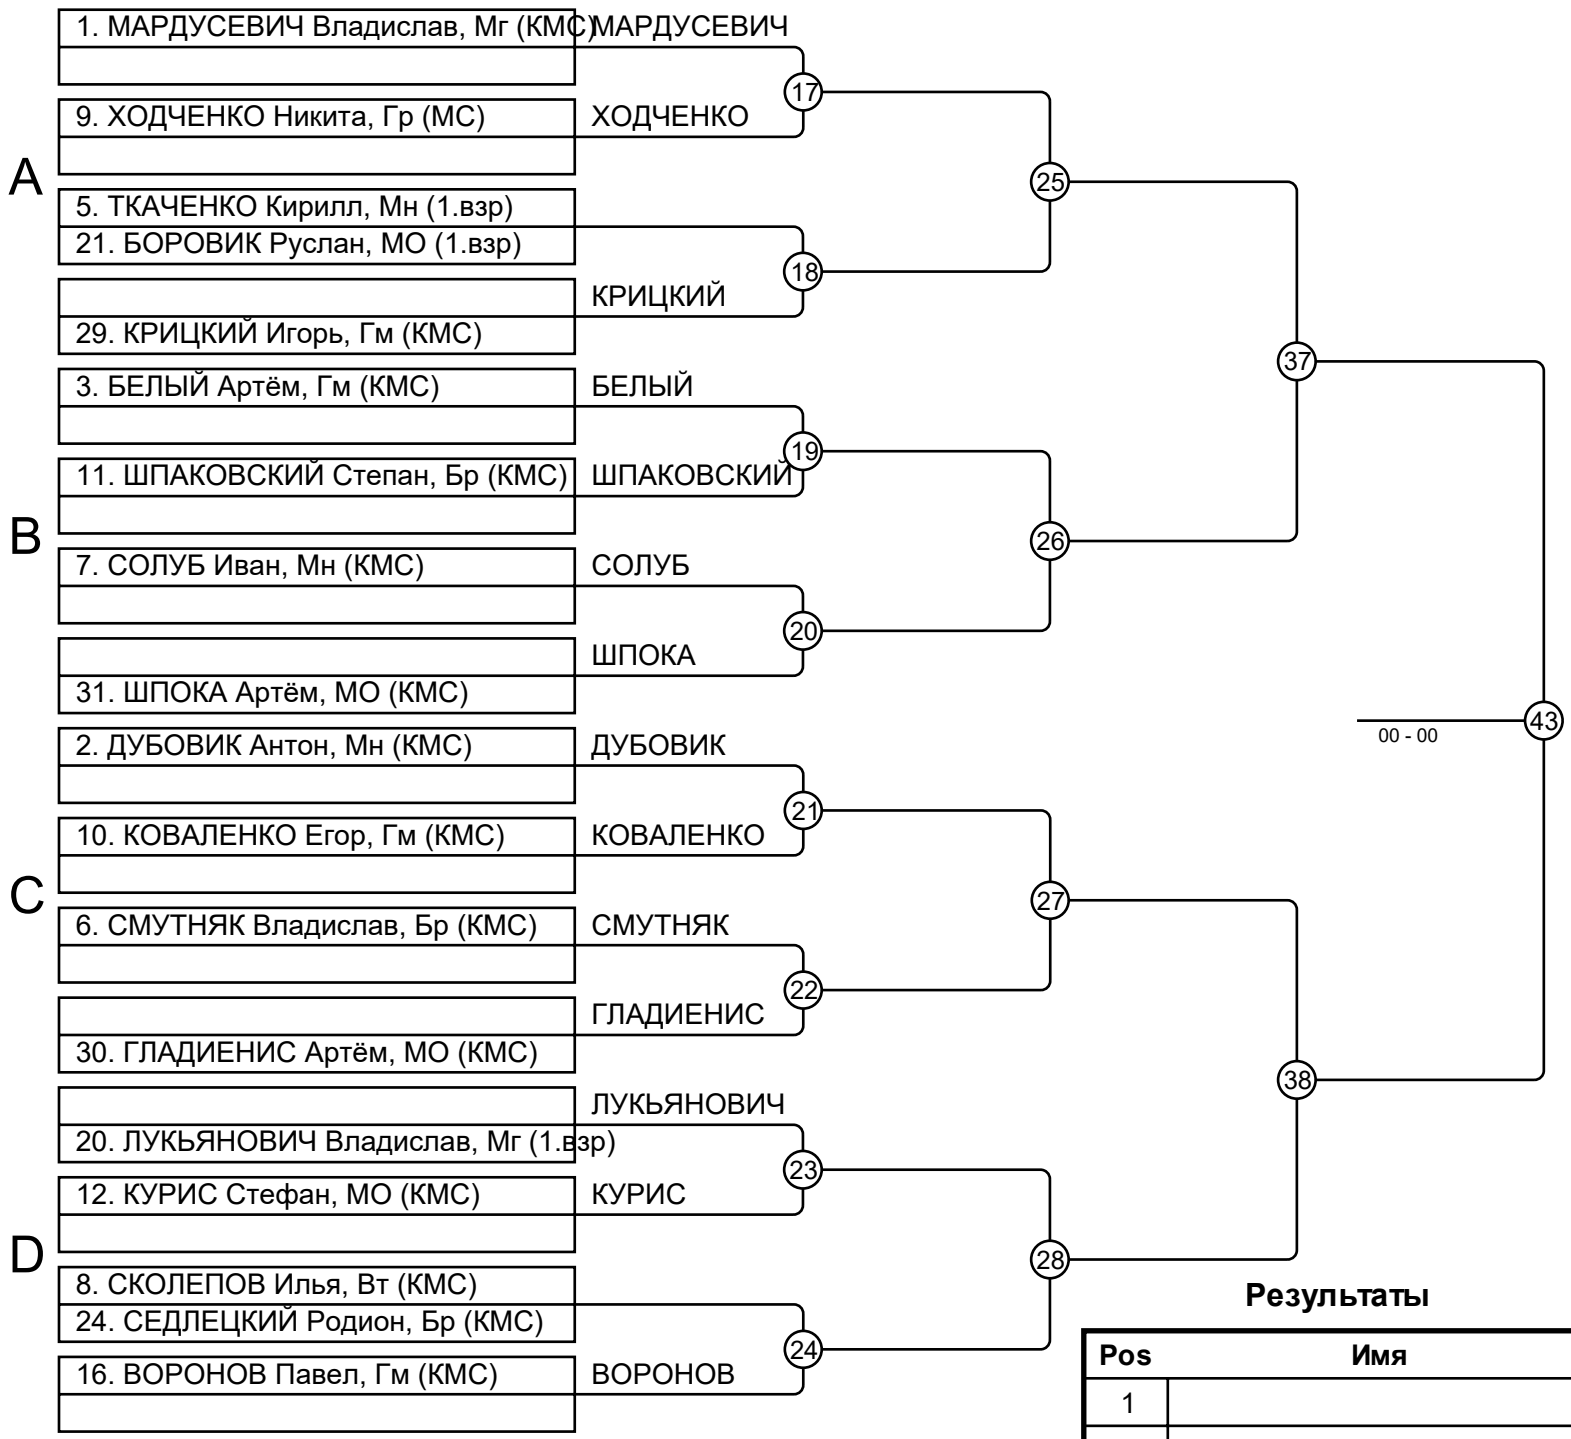 1. МАРДУСЕВИЧ Владислав, Мг (КМС) МАРДУСЕВИЧ
17
9. ХОДЧЕНКО Никита, Гр (МС) ХОДЧЕНКО
A
25
5. ТКАЧЕНКО Кирилл, Мн (1.взр)
21. БОРОВИК Руслан, МО (1.взр)
18
КРИЦКИЙ
29. КРИЦКИЙ Игорь, Гм (КМС)
37
3. БЕЛЫЙ Артём, Гм (КМС) БЕЛЫЙ
19
11. ШПАКОВСКИЙ Степан, Бр (КМС) ШПАКОВСКИЙ
B
26
7. СОЛУБ Иван, Мн (КМС) СОЛУБ
20
ШПОКА
31. ШПОКА Артём, МО (КМС)
43
00 - 00
2. ДУБОВИК Антон, Мн (КМС) ДУБОВИК
21
10. КОВАЛЕНКО Егор, Гм (КМС) КОВАЛЕНКО
C
27
6. СМУТНЯК Владислав, Бр (КМС) СМУТНЯК
22
ГЛАДИЕНИС
30. ГЛАДИЕНИС Артём, МО (КМС)
38
ЛУКЬЯНОВИЧ
20. ЛУКЬЯНОВИЧ Владислав, Мг (1.взр)
23
12. КУРИС Стефан, МО (КМС) КУРИС
D
28
8. СКОЛЕПОВ Илья, Вт (КМС)
24. СЕДЛЕЦКИЙ Родион, Бр (КМС)
24
16. ВОРОНОВ Павел, Гм (КМС) ВОРОНОВ
Результаты
Pos Имя
1